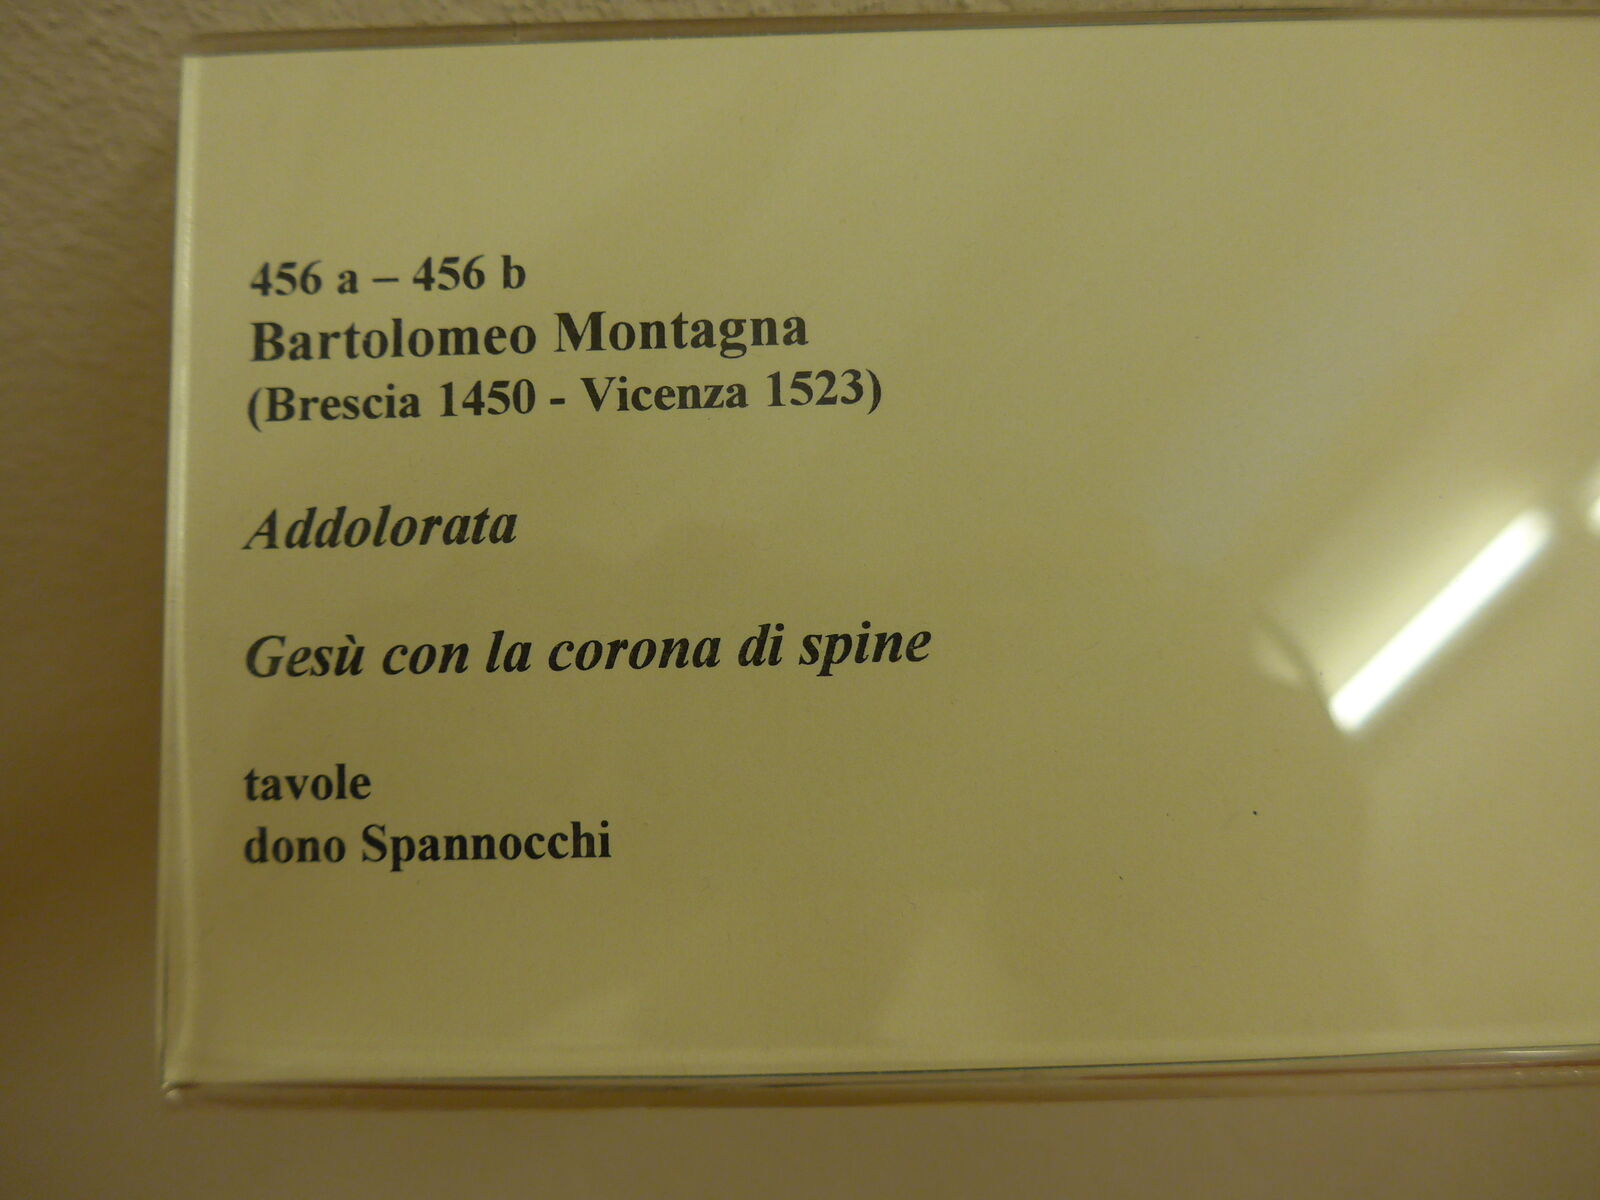 456 a – 456 b
Bartolomeo Montagna
(Brescia 1450 - Vicenza 1523)
Addolorata
Gesù con la corona di spine
tavole
dono Spannocchi